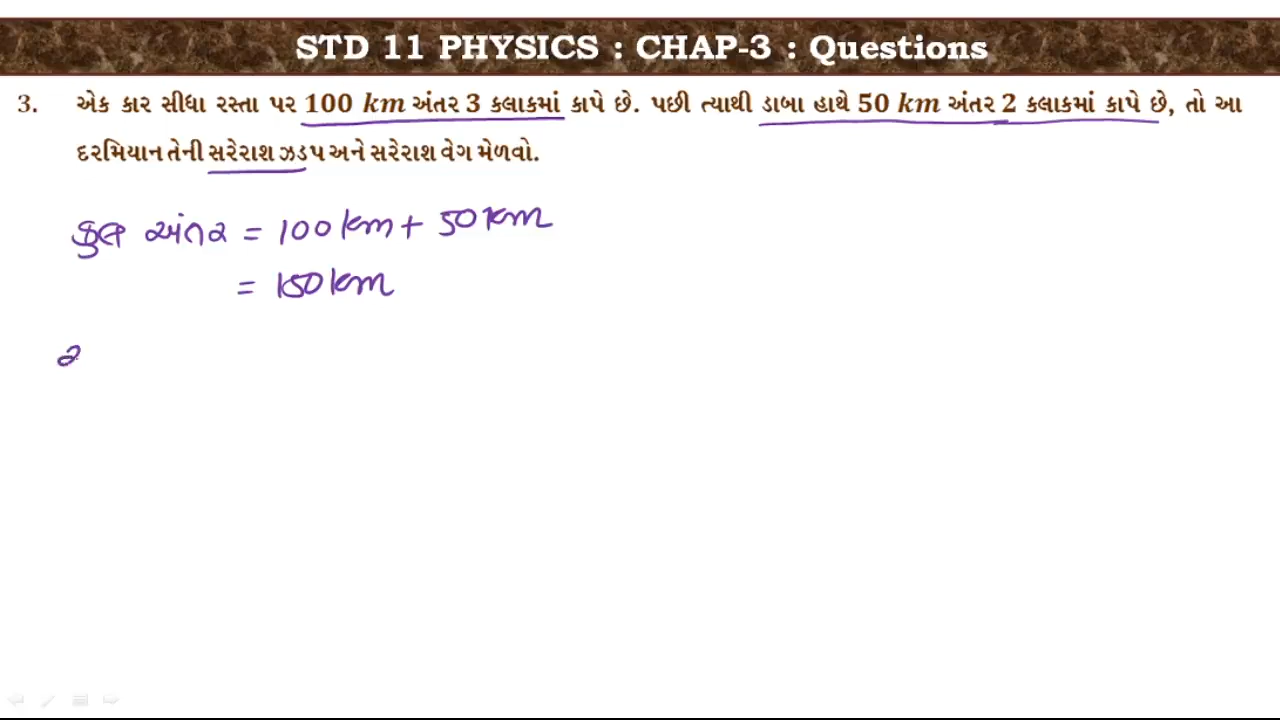 STD 11 PHYSICS : CHAP-3 : Questions
3. એક કાર સીધા રસ્તા પર 100 km અંતર 3 કલાકમાં કાપે છે. પછી ત્યાથી ડાબા હાથે 50 km અંતર 2 કલાકમાં કાપે છે, તો આ
દરમિયાન તેની સરેરાશ ઝડપ અને સરેરાશ વેગ મેળવો.
કુલ અંતર = 100 km + 50 km
= 150 km